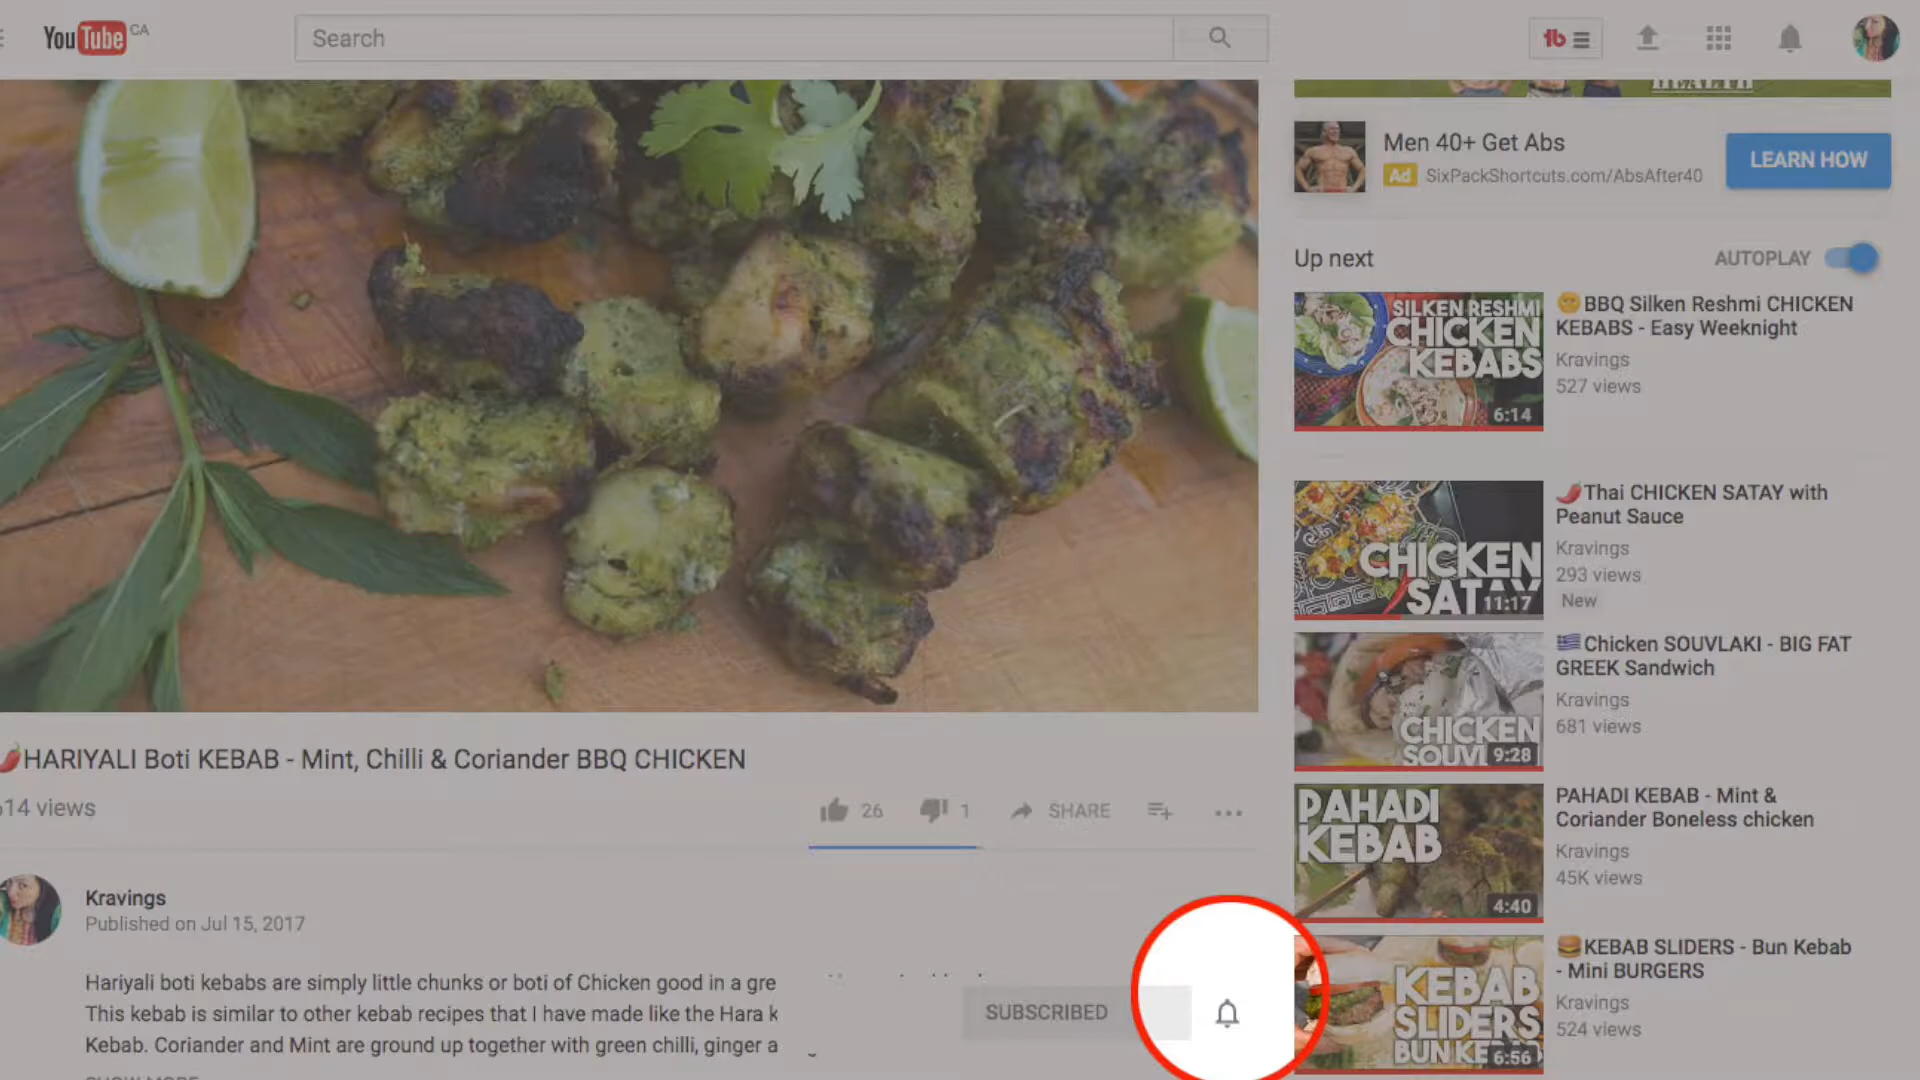 YouTube CA
Search
HEALTH
Men 40+ Get Abs
Ad SixPackShortcuts.com/AbsAfter40
LEARN HOW
Up next
AUTOPLAY
SILKEN RESHMI
CHICKEN
KEBABS
6:14
BBQ Silken Reshmi CHICKEN
KEBABS - Easy Weeknight
Kravings
527 views
CHICKEN
SATAY
11:17
Thai CHICKEN SATAY with
Peanut Sauce
Kravings
293 views
New
CHICKEN
SOUVL
9:28
Chicken SOUVLAKI - BIG FAT
GREEK Sandwich
Kravings
681 views
PAHADI
KEBAB
4:40
PAHADI KEBAB - Mint &
Coriander Boneless chicken
Kravings
45K views
KEBAB
SLIDERS
BUN KE
6:56
KEBAB SLIDERS - Bun Kebab
- Mini BURGERS
Kravings
524 views
HARIYALI Boti KEBAB - Mint, Chilli & Coriander BBQ CHICKEN
614 views
26
1
SHARE
Kravings
Published on Jul 15, 2017
Hariyali boti kebabs are simply little chunks or boti of Chicken good in a gre
This kebab is similar to other kebab recipes that I have made like the Hara k
Kebab. Coriander and Mint are ground up together with green chilli, ginger a
SHOW MORE
SUBSCRIBED